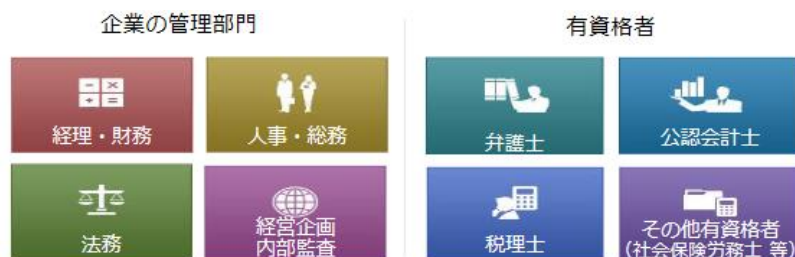 企業の管理部門
経理・財務
人事・総務
法務
経営企画
内部監査
有資格者
弁護士
公認会計士
税理士
その他有資格者
(社会保険労務士 等)